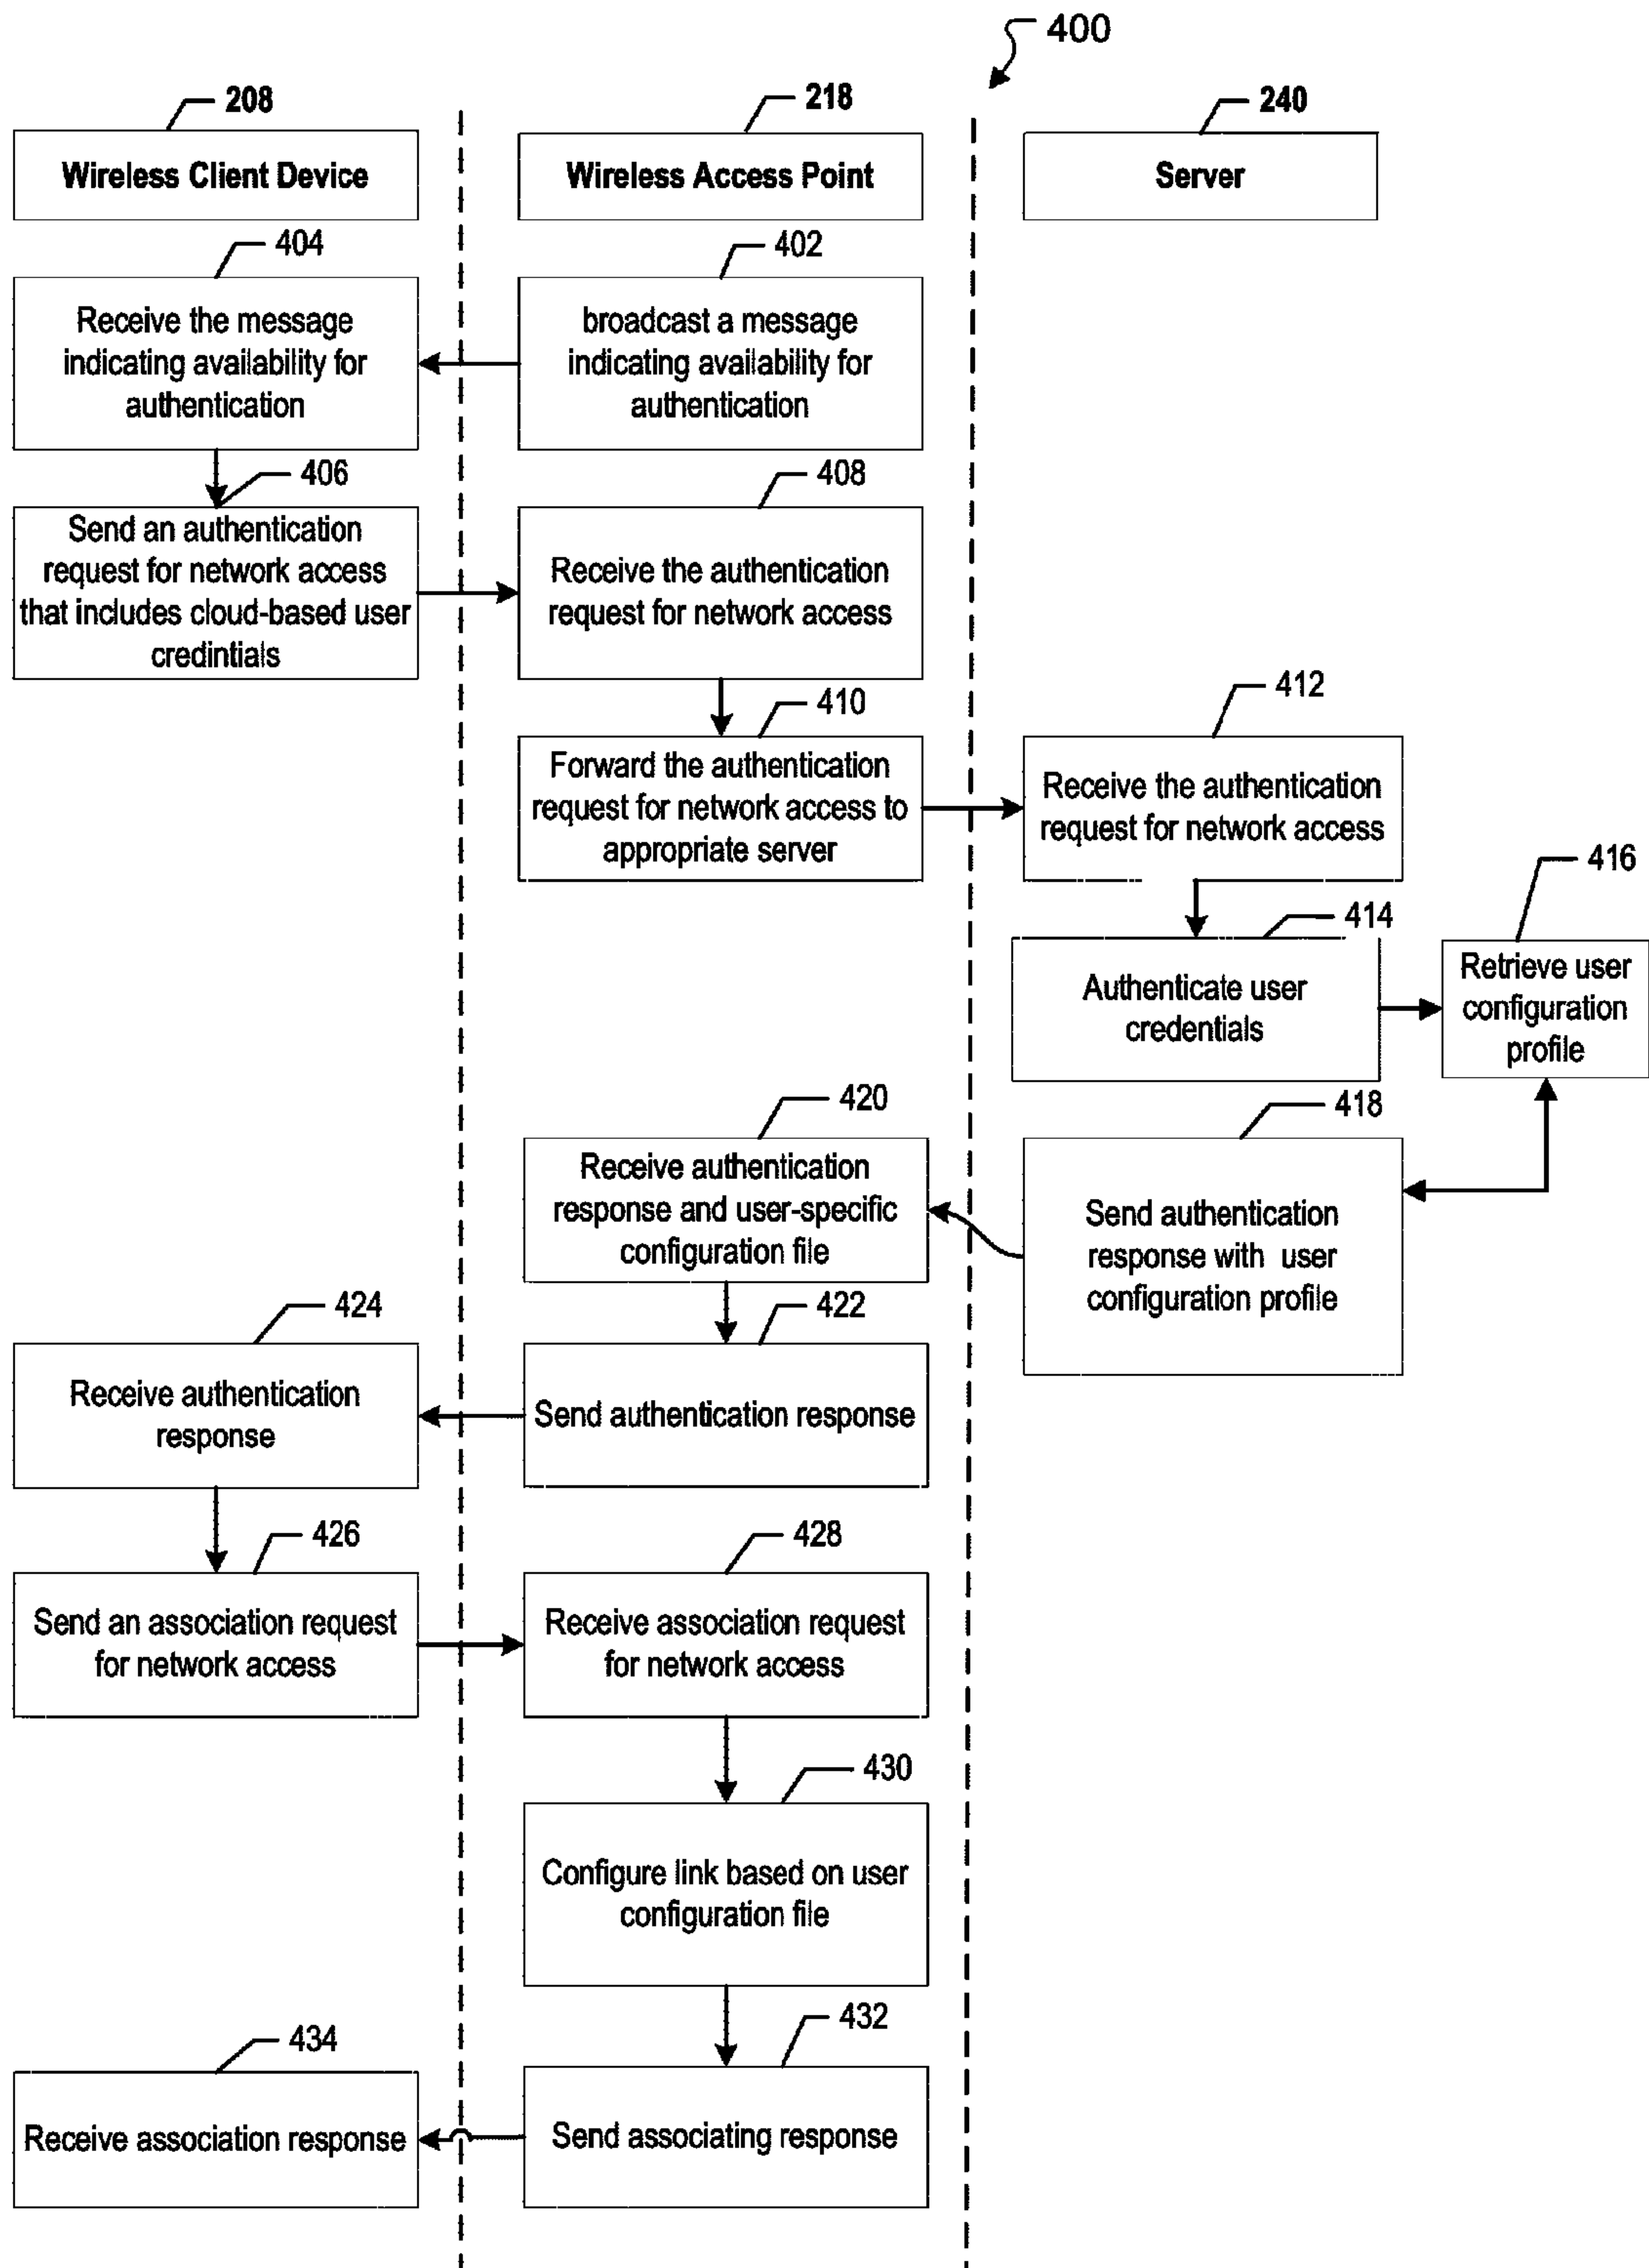 400
208
218
240
Wireless Client Device
Wireless Access Point
Server
404
402
Receive the message
indicating availability for
authentication
broadcast a message
indicating availability for
authentication
406
408
Send an authentication
request for network access
that includes cloud-based user
credintials
Receive the authentication
request for network access
410
412
Forward the authentication
request for network access to
appropriate server
Receive the authentication
request for network access
414
416
Authenticate user
credentials
Retrieve user
configuration
profile
420
418
Receive authentication
response and user-specific
configuration file
Send authentication
response with user
configuration profile
424
422
Receive authentication
response
Send authentication response
426
428
Send an association request
for network access
Receive association request
for network access
430
Configure link based on user
configuration file
434
432
Receive association response
Send associating response